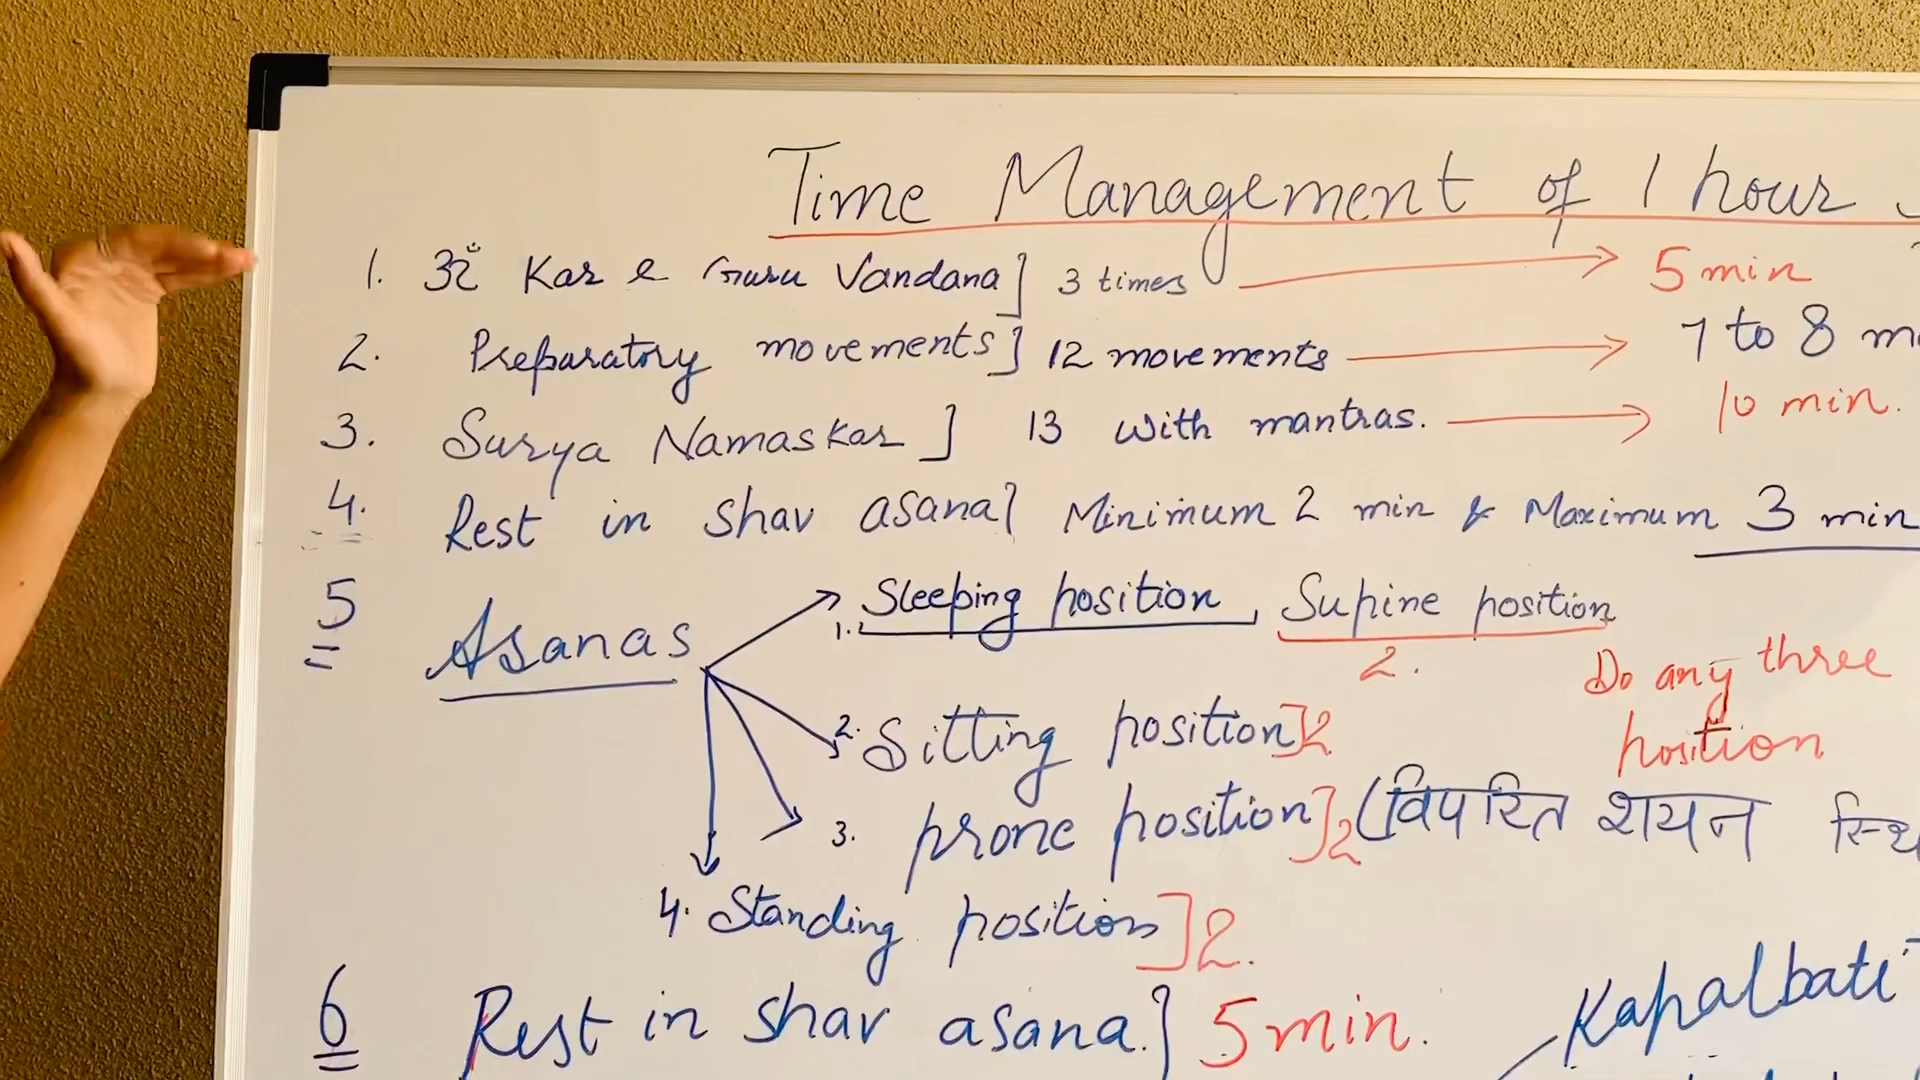 Time Management of 1 hour
1. ॐ Kar & Guru Vandana] 3 times → 5 min
2. Preparatory movements] 12 movements → 7 to 8
3. Surya Namaskar] 13 with mantras. → 10 min.
4. Rest in shav asana] Minimum 2 min & Maximum 3 min
5 Asanas → 1. Sleeping position, Supine position
2.
Do any three
position
2. Sitting position]2
3. prone position]2 (विपरित शयन
4. Standing position]2.
6 Rest in shav asana.] 5 min.
Kapalbati